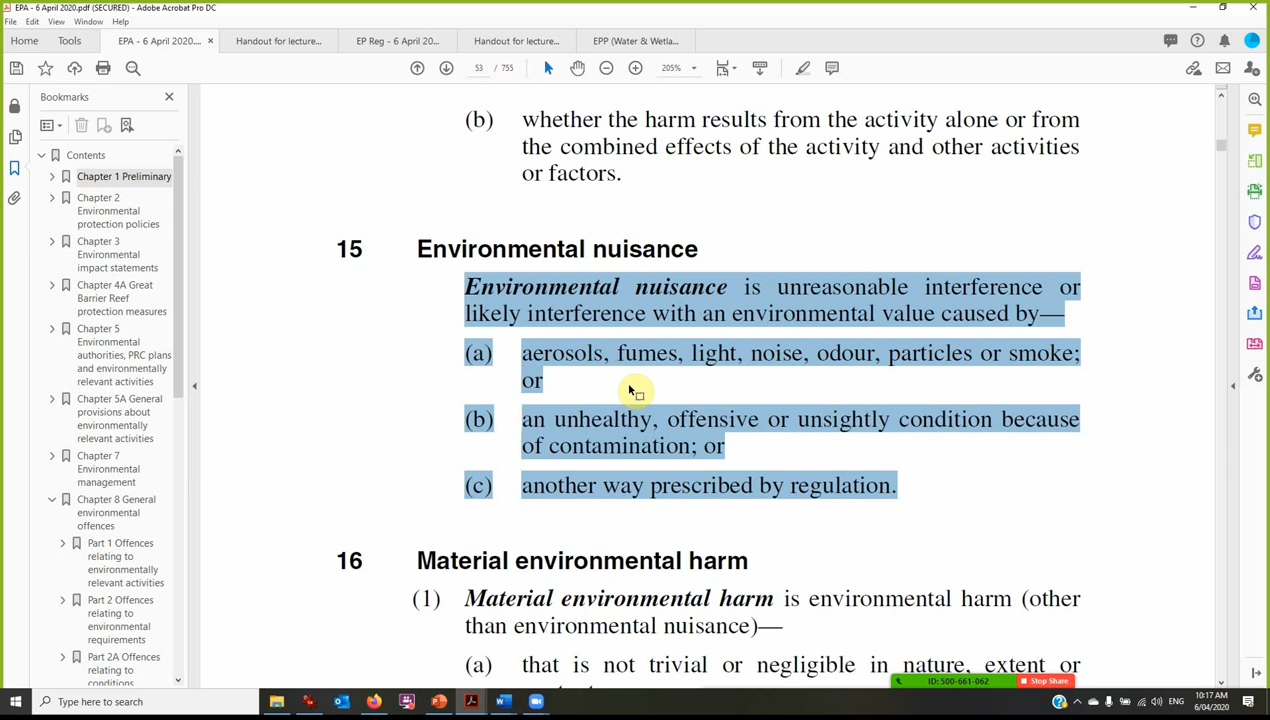 EPA - 6 April 2020.pdf (SECURED) - Adobe Acrobat Pro DC
File Edit View Window Help
Home Tools EPA - 6 April 2020.... × Handout for lecture... EP Reg - 6 April 20... Handout for lecture... EPP (Water & Wetla...
53 / 755 205%
Bookmarks
Contents
Chapter 1 Preliminary
Chapter 2
Environmental
protection policies
Chapter 3
Environmental
impact statements
Chapter 4A Great
Barrier Reef
protection measures
Chapter 5
Environmental
authorities, PRC plans
and environmentally
relevant activities
Chapter 5A General
provisions about
environmentally
relevant activities
Chapter 7
Environmental
management
Chapter 8 General
environmental
offences
Part 1 Offences
relating to
environmentally
relevant activities
Part 2 Offences
relating to
environmental
requirements
Part 2A Offences
relating to
conditions
(b) whether the harm results from the activity alone or from
the combined effects of the activity and other activities
or factors.
15 Environmental nuisance
Environmental nuisance is unreasonable interference or
likely interference with an environmental value caused by—
(a) aerosols, fumes, light, noise, odour, particles or smoke;
or
(b) an unhealthy, offensive or unsightly condition because
of contamination; or
(c) another way prescribed by regulation.
16 Material environmental harm
(1) Material environmental harm is environmental harm (other
than environmental nuisance)—
(a) that is not trivial or negligible in nature, extent or
ID: 500-661-062 Stop Share
Type here to search
ENG
10:17 AM
6/04/2020